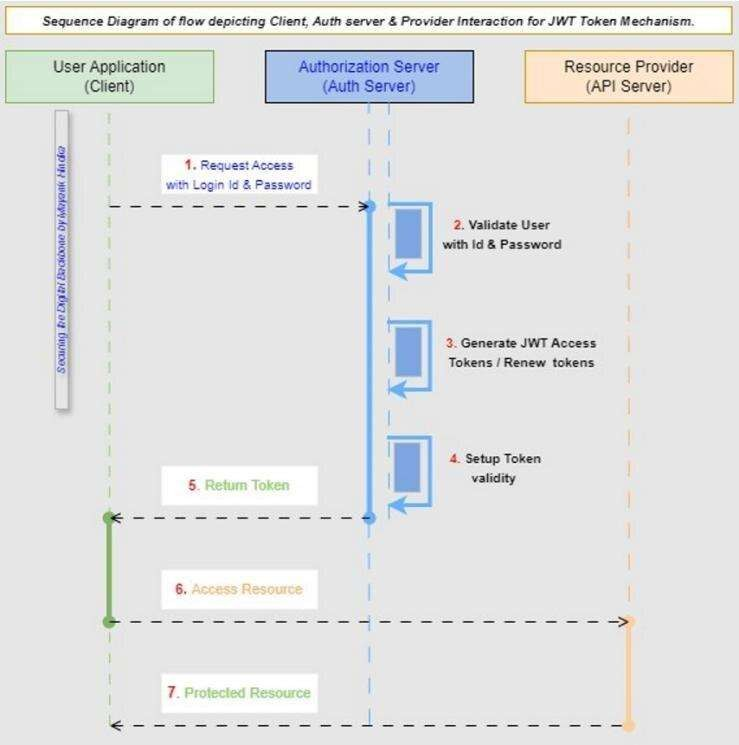 Sequence Diagram of flow depicting Client, Auth server & Provider Interaction for JWT Token Mechanism.
User Application
(Client)
Authorization Server
(Auth Server)
Resource Provider
(API Server)
Securing the Digital Backbone by Mayank Hindka
1. Request Access
with Login Id & Password
2. Validate User
with Id & Password
3. Generate JWT Access
Tokens / Renew tokens
4. Setup Token
validity
5. Return Token
6. Access Resource
7. Protected Resource